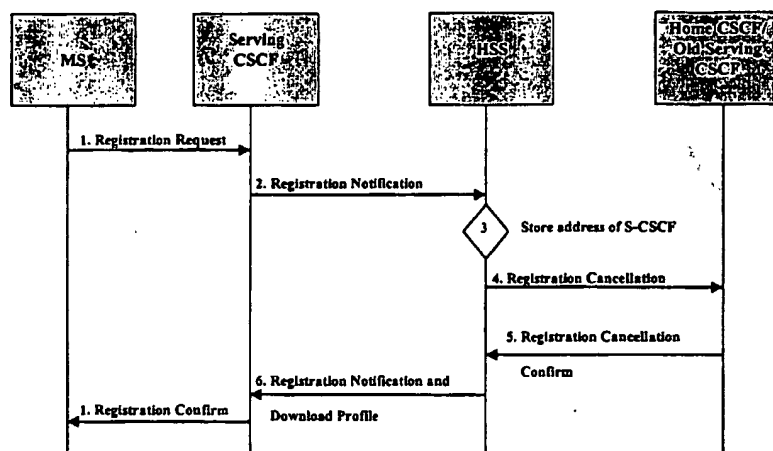 MSC
Serving
CSCF
HSS
Home CSCF/
Old Serving
CSCF
1. Registration Request
2. Registration Notification
3
Store address of S-CSCF
4. Registration Cancellation
5. Registration Cancellation
Confirm
6. Registration Notification and
Download Profile
1. Registration Confirm